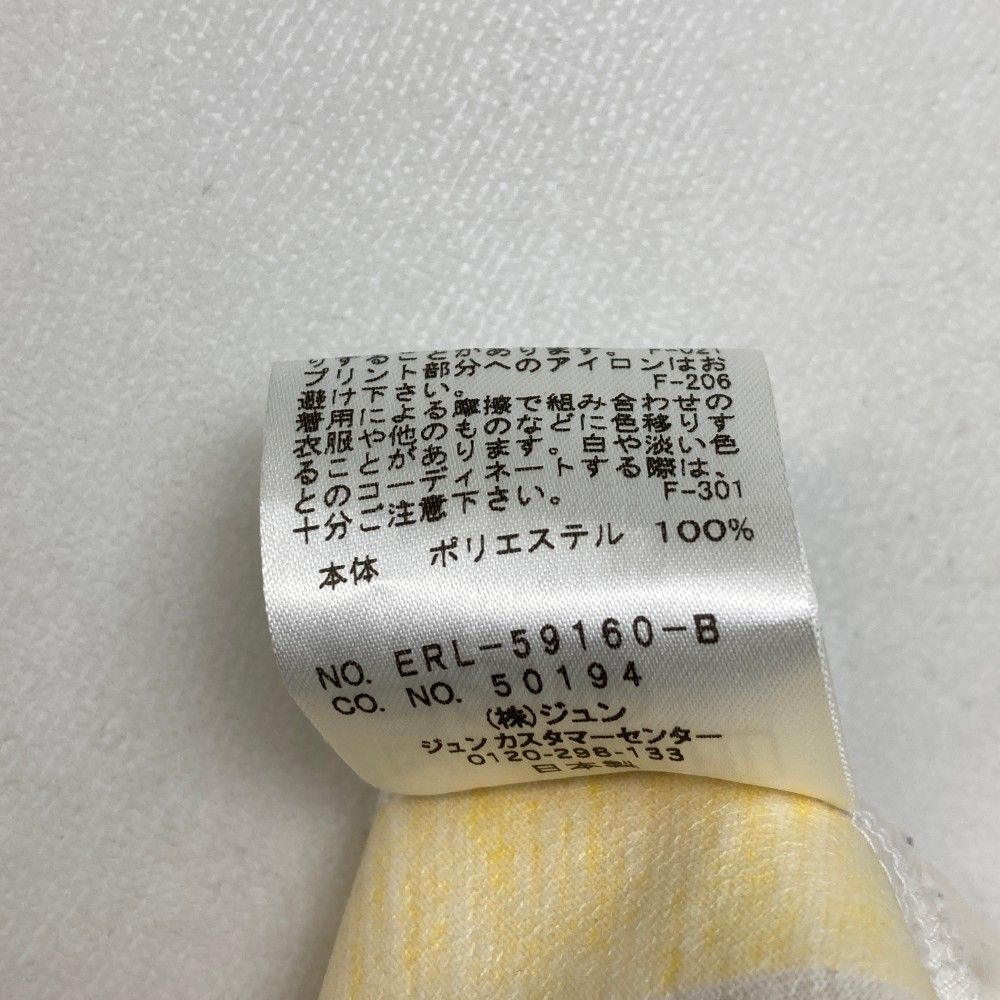 プリント部分へのアイロンはお
避け下さい。 F-206
着用による摩擦で組み合わせの
衣服や他のものなどに色移りす
ることがあります。白や淡い色
とのコーディネートする際は、
十分ご注意下さい。 F-301
本体 ポリエステル 100%
NO. ERL-59160-B
CO. NO. 50194
(株)ジュン
ジュン カスタマーセンター
0120-298-133
日本製